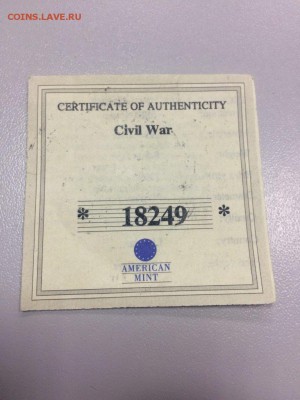 COINS.LAVE.RU
CERTIFICATE OF AUTHENTICITY
Civil War
* 18249 *
AMERICAN
MINT